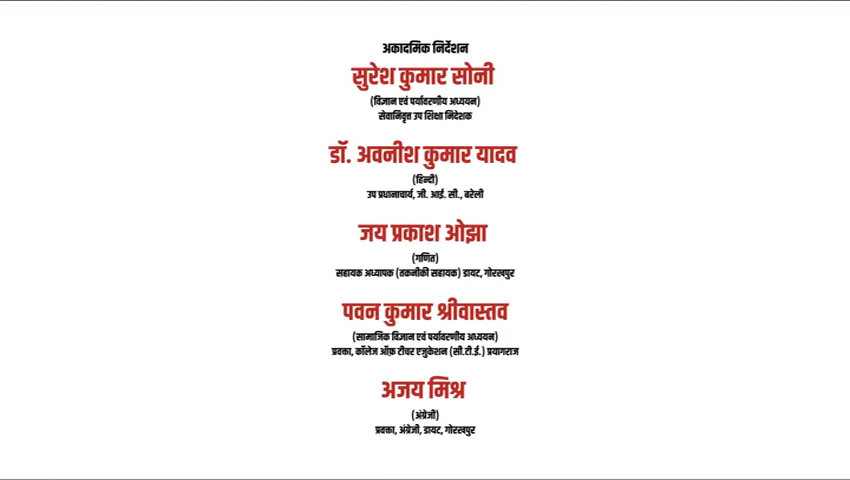 अकादमिक निर्देशन
सुरेश कुमार सोनी
(विज्ञान एवं पर्यावरणीय अध्ययन)
सेवानिवृत्त उप शिक्षा निदेशक
डॉ. अवनीश कुमार यादव
(हिन्दी)
उप प्रधानाचार्य, जी. आई. सी., बरेली
जय प्रकाश ओझा
(गणित)
सहायक अध्यापक (तकनीकी सहायक) डायट, गोरखपुर
पवन कुमार श्रीवास्तव
(सामाजिक विज्ञान एवं पर्यावरणीय अध्ययन)
प्रवक्ता, कॉलेज ऑफ़ टीचर एजुकेशन (सी.टी.ई.) प्रयागराज
अजय मिश्र
(अंग्रेजी)
प्रवक्ता, अंग्रेजी, डायट, गोरखपुर